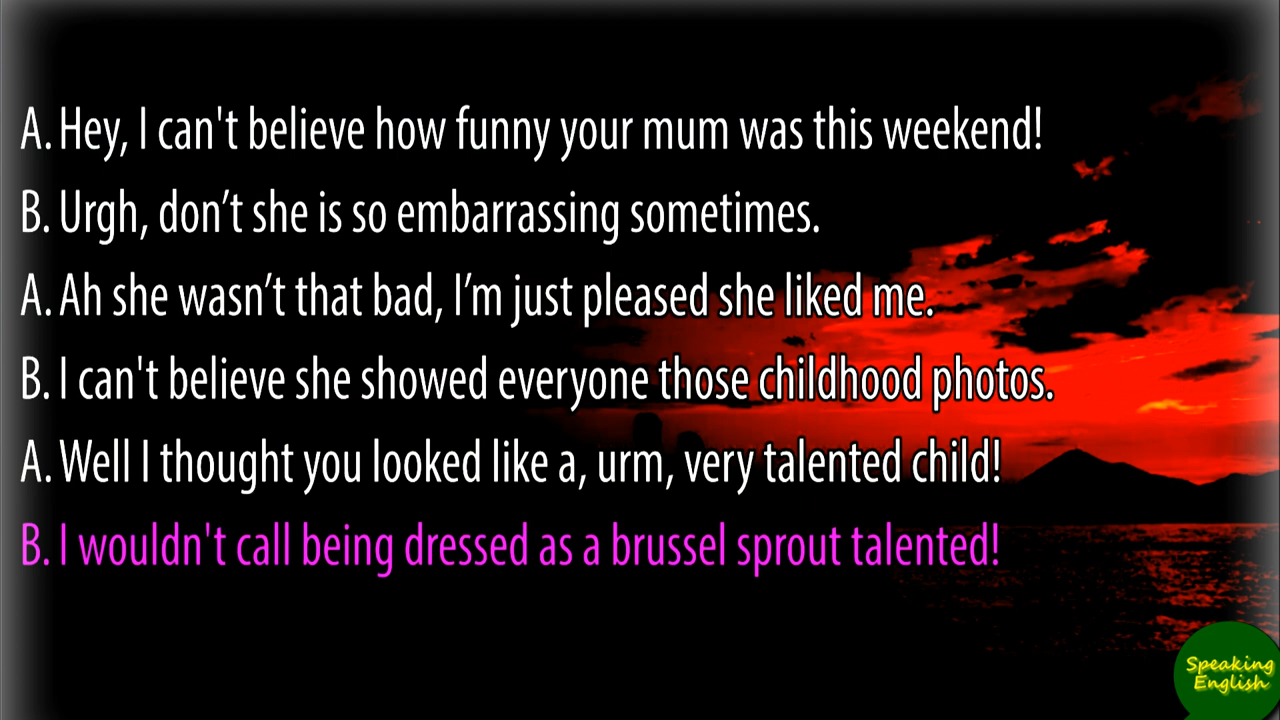 A. Hey, I can't believe how funny your mum was this weekend!
B. Urgh, don’t she is so embarrassing sometimes.
A. Ah she wasn’t that bad, I’m just pleased she liked me.
B. I can't believe she showed everyone those childhood photos.
A. Well I thought you looked like a, urm, very talented child!
B. I wouldn't call being dressed as a brussel sprout talented!
Speaking
English